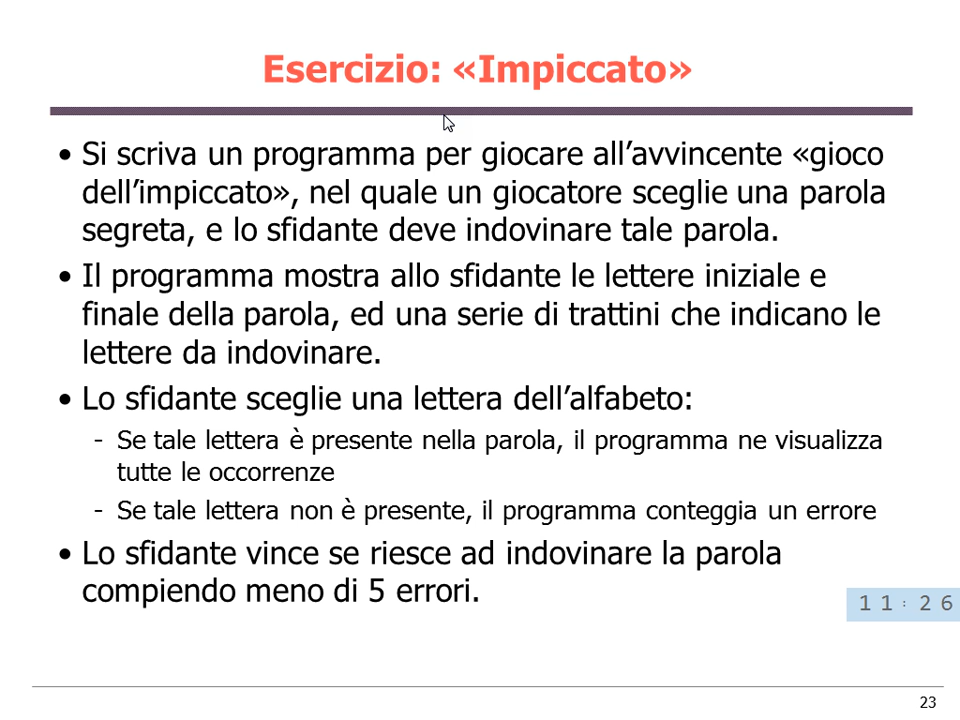 Esercizio: «Impiccato»
• Si scriva un programma per giocare all’avvincente «gioco
dell’impiccato», nel quale un giocatore sceglie una parola
segreta, e lo sfidante deve indovinare tale parola.
• Il programma mostra allo sfidante le lettere iniziale e
finale della parola, ed una serie di trattini che indicano le
lettere da indovinare.
• Lo sfidante sceglie una lettera dell’alfabeto:
- Se tale lettera è presente nella parola, il programma ne visualizza
tutte le occorrenze
- Se tale lettera non è presente, il programma conteggia un errore
• Lo sfidante vince se riesce ad indovinare la parola
compiendo meno di 5 errori.
11:26
23